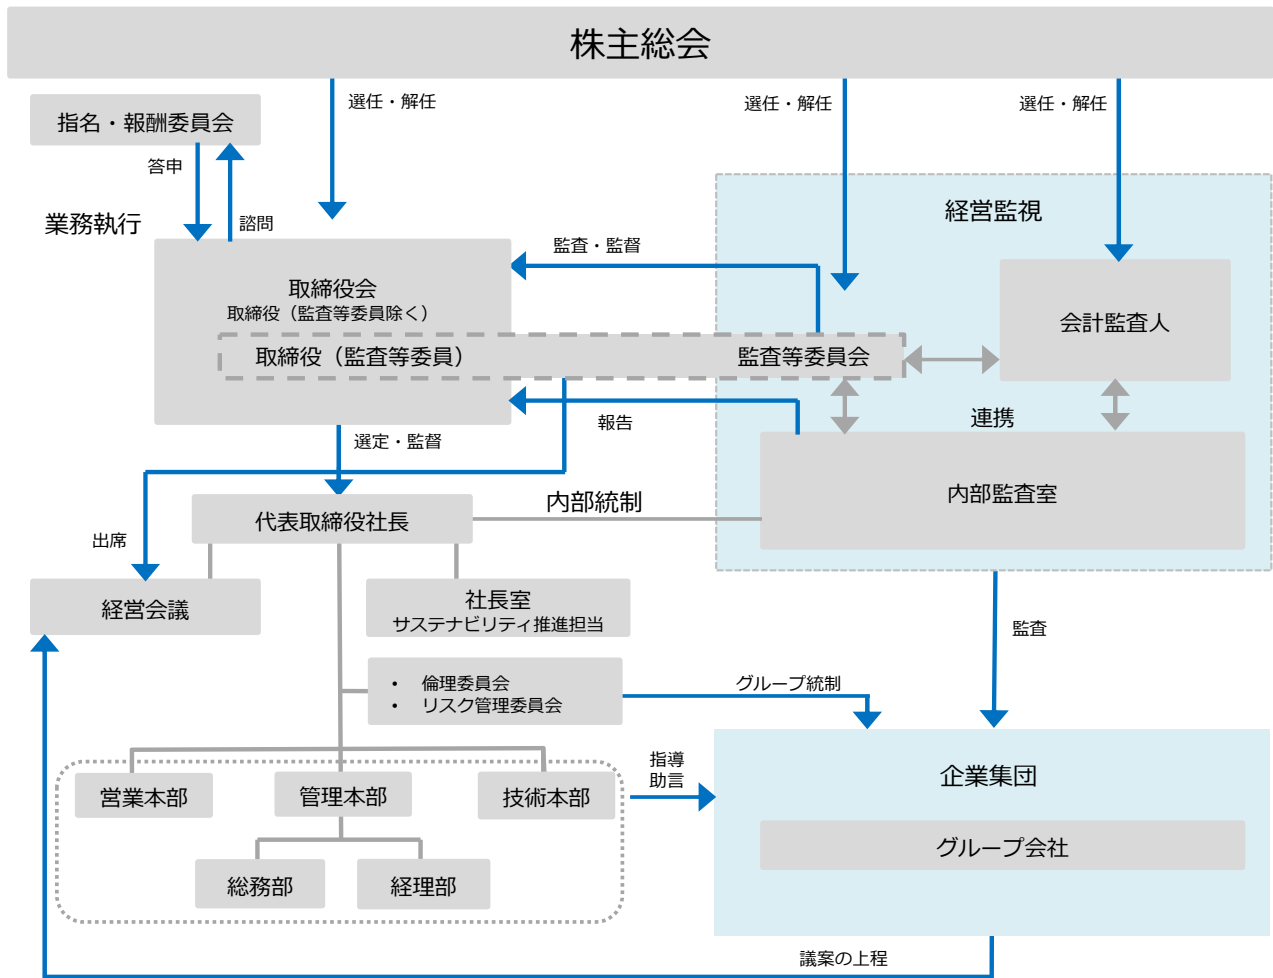 株主総会
選任・解任
選任・解任
選任・解任
指名・報酬委員会
答申
諮問
業務執行
経営監視
監査・監督
取締役会
取締役（監査等委員除く）
取締役（監査等委員）
監査等委員会
会計監査人
報告
連携
選定・監督
内部監査室
内部統制
代表取締役社長
出席
経営会議
社長室
サステナビリティ推進担当
監査
• 倫理委員会
• リスク管理委員会
グループ統制
指導
助言
企業集団
営業本部
管理本部
技術本部
グループ会社
総務部
経理部
議案の上程